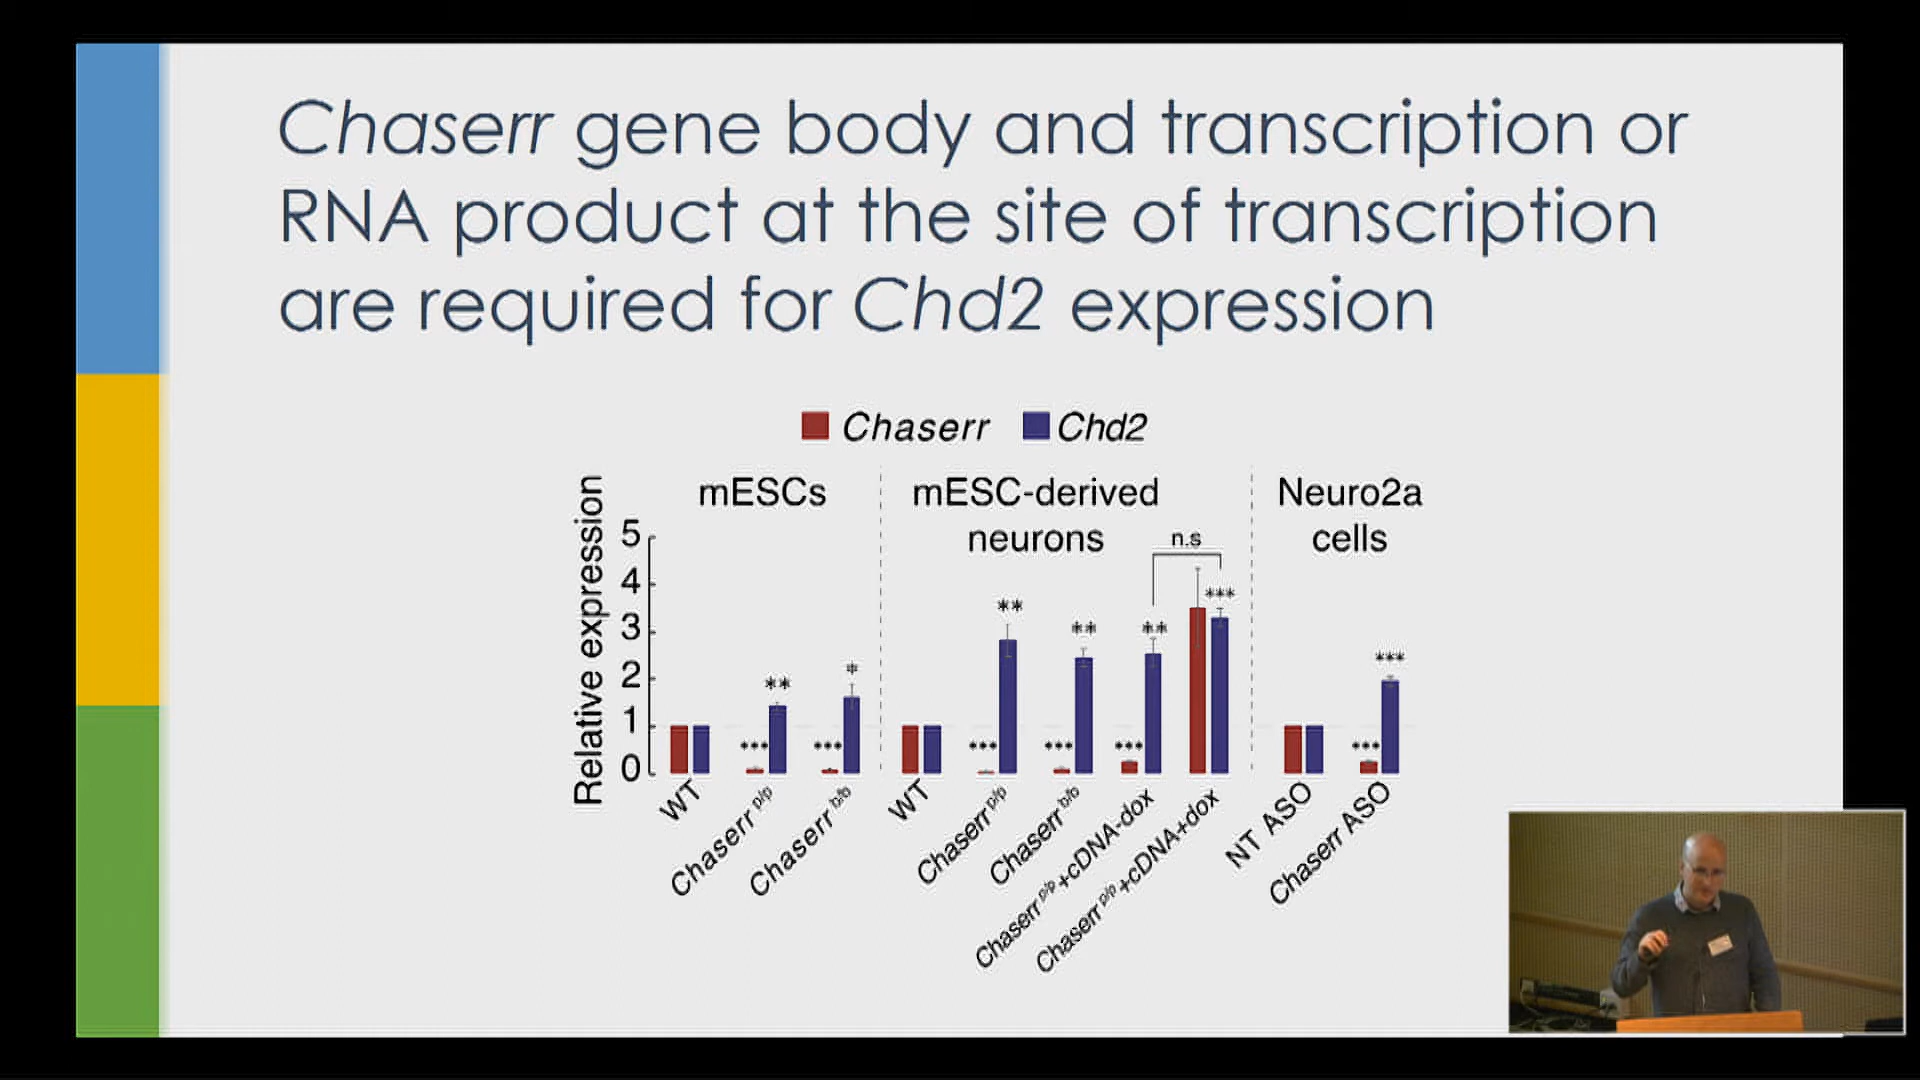 Chaserr gene body and transcription or
RNA product at the site of transcription
are required for Chd2 expression
Chaserr Chd2
mESCs
mESC-derived
neurons
Neuro2a
cells
Relative expression
5
4
3
2
1
0
n.s
** * ** ** ** *** ***
*** *** *** *** *** ***
WT
Chaserr p/p
Chaserr b/b
WT
Chaserr p/p
Chaserr b/b
Chaserr p/p +cDNA-dox
Chaserr p/p +cDNA+dox
NT ASO
Chaserr ASO